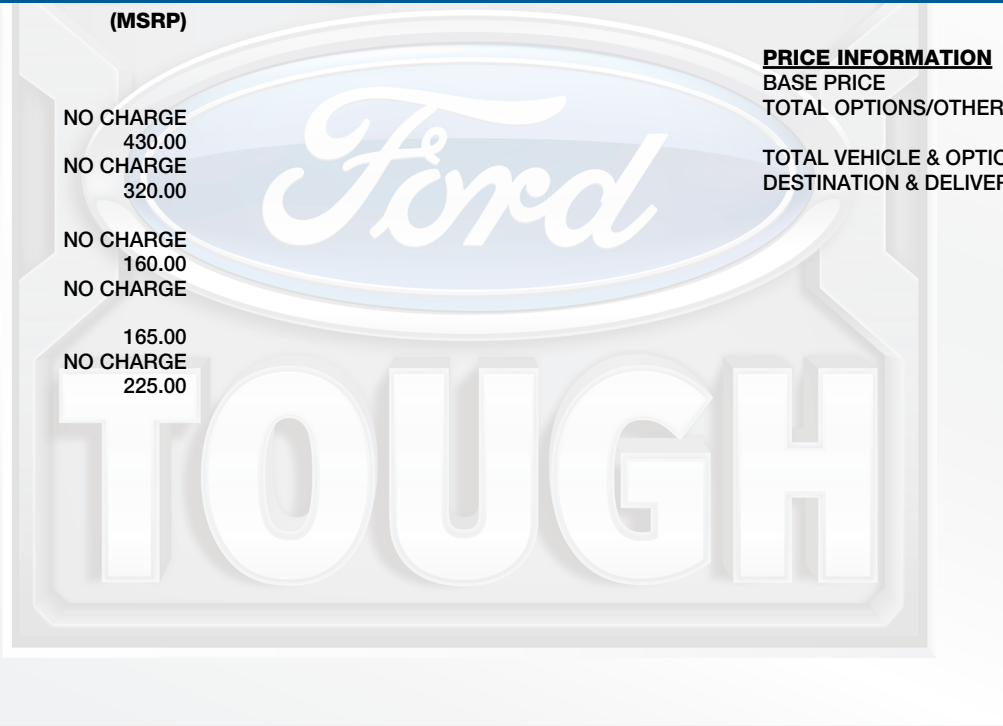 (MSRP)
NO CHARGE
430.00
NO CHARGE
320.00
NO CHARGE
160.00
NO CHARGE
165.00
NO CHARGE
225.00
PRICE INFORMATION
BASE PRICE
TOTAL OPTIONS/OTHER
TOTAL VEHICLE & OPTIO
DESTINATION & DELIVER
Ford
TOUGH